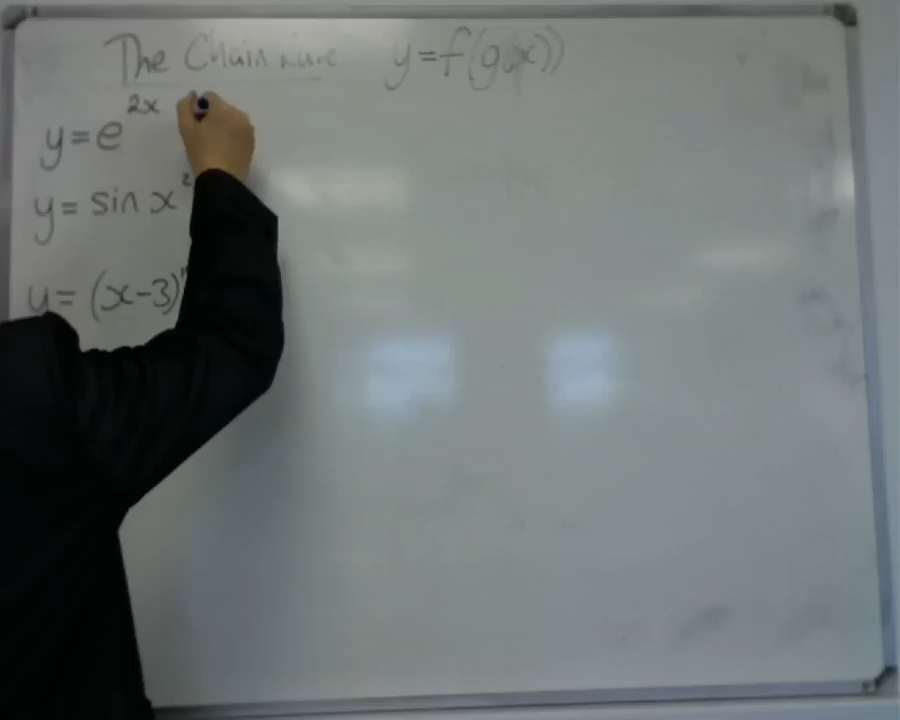 The Chain Rule y=f(g(x))
y=e^{2x}
y= sin x²
y= (x-3)